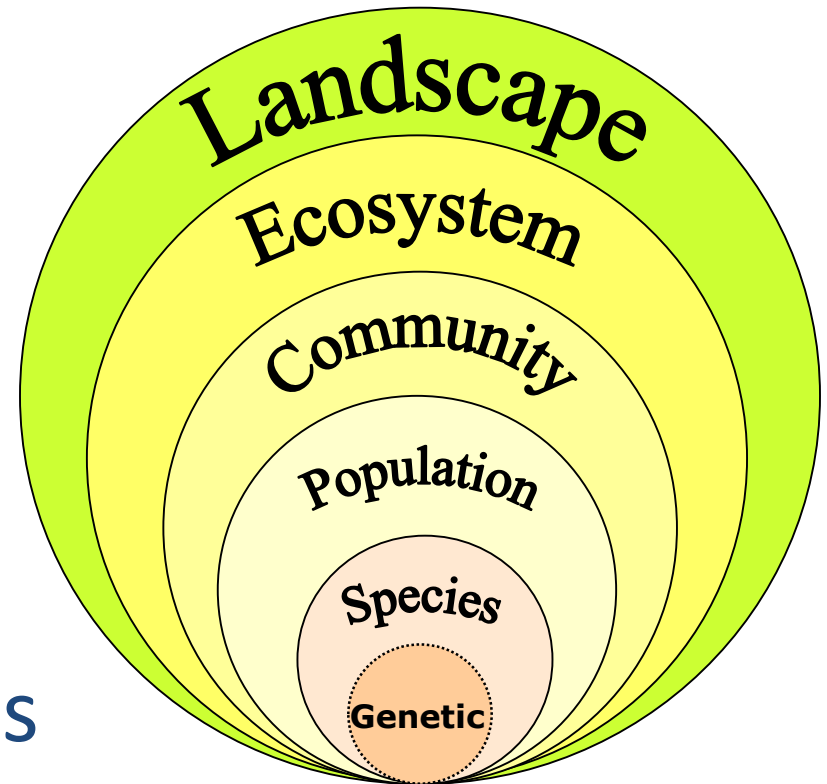 Landscape
Ecosystem
Community
Population
Species
Genetic
s